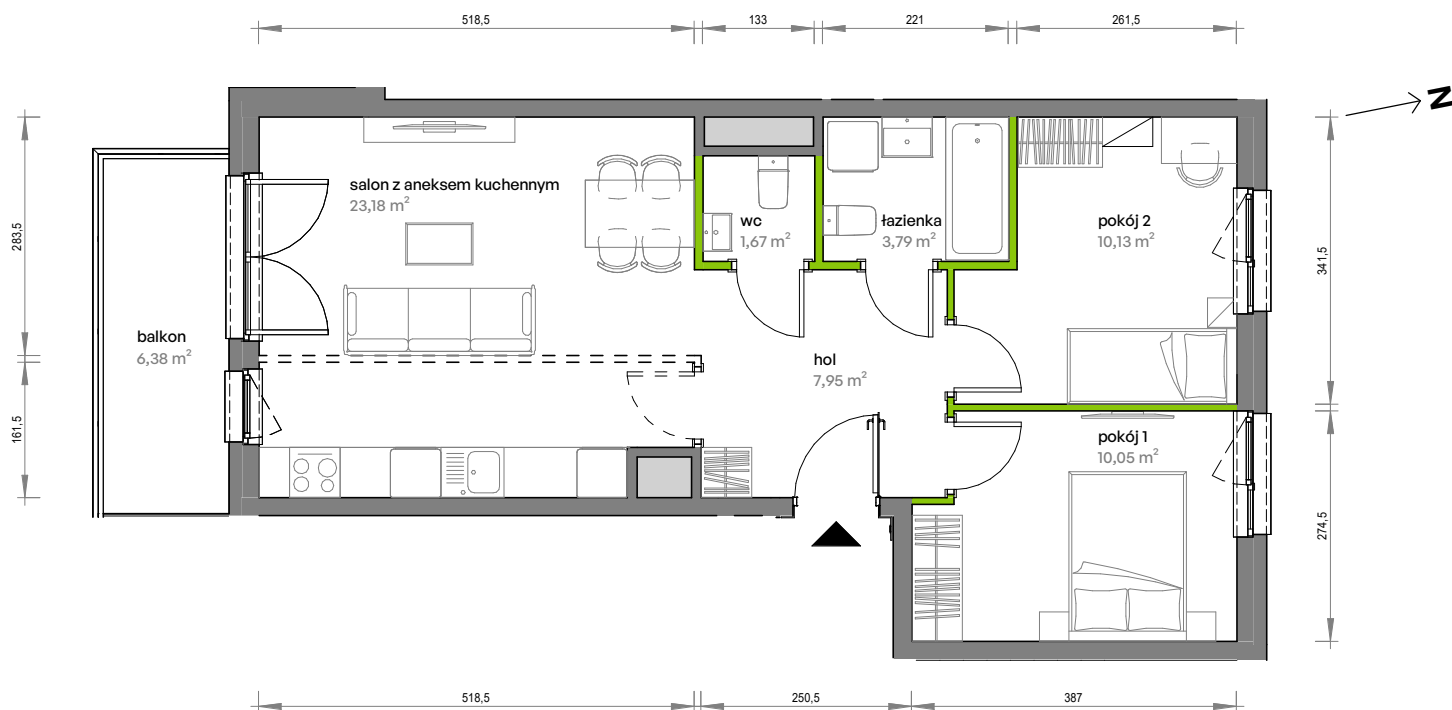 518,5
133
221
261,5
N
283,5
161,5
341,5
274,5
salon z aneksem kuchennym
23,18 m²
wc
1,67 m²
łazienka
3,79 m²
pokój 2
10,13 m²
balkon
6,38 m²
hol
7,95 m²
pokój 1
10,05 m²
518,5
250,5
387